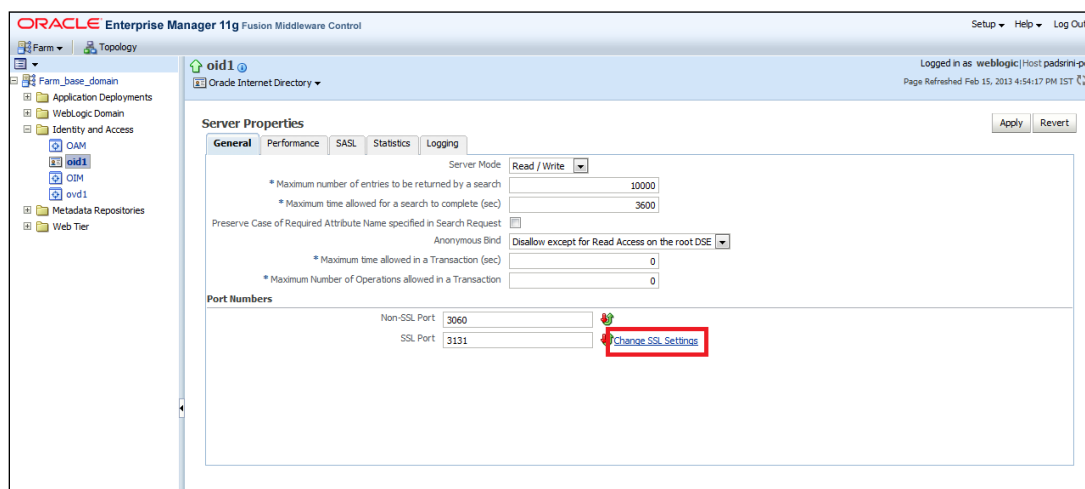 ORACLE Enterprise Manager 11g Fusion Middleware Control
Setup Help Log Out
Farm Topology
Farm_base_domain
Application Deployments
WebLogic Domain
Identity and Access
OAM
oid1
OIM
ovd1
Metadata Repositories
Web Tier
oid1
Oracle Internet Directory
Logged in as weblogic|Host padsrini-p
Page Refreshed Feb 15, 2013 4:54:17 PM IST
Server Properties
Apply Revert
General Performance SASL Statistics Logging
Server Mode Read / Write
* Maximum number of entries to be returned by a search 10000
* Maximum time allowed for a search to complete (sec) 3600
Preserve Case of Required Attribute Name specified in Search Request
Anonymous Bind Disallow except for Read Access on the root DSE
* Maximum time allowed in a Transaction (sec) 0
* Maximum Number of Operations allowed in a Transaction 0
Port Numbers
Non-SSL Port 3060
SSL Port 3131 Change SSL Settings